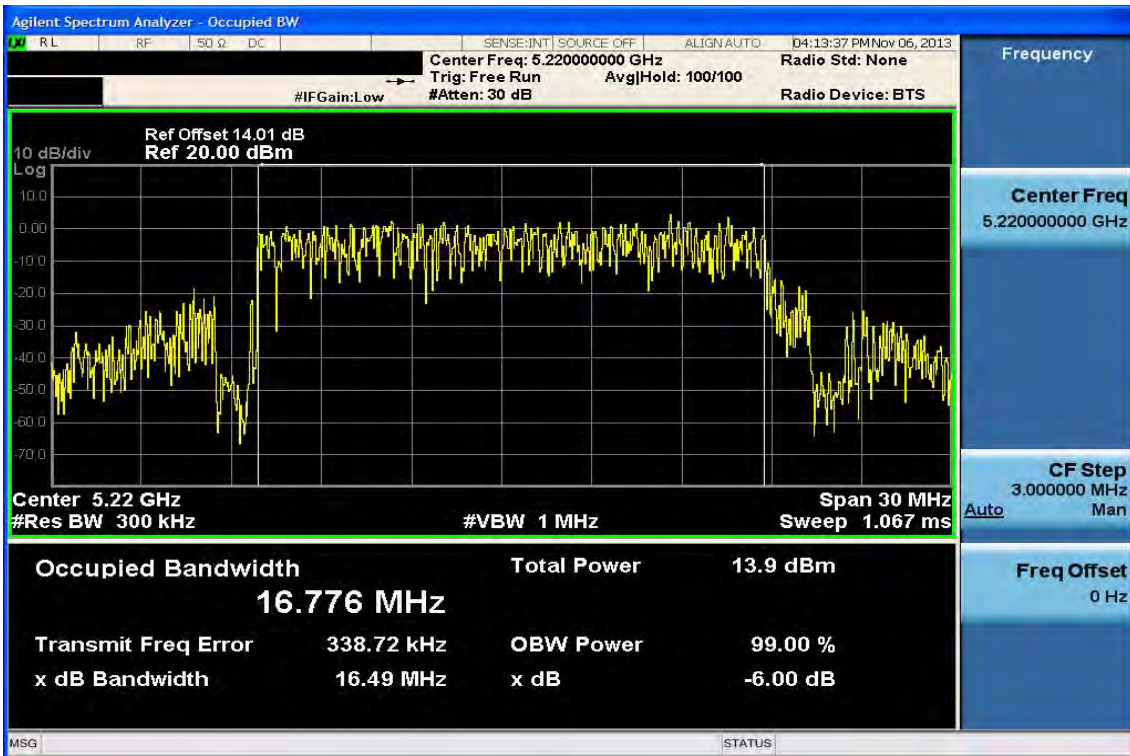 Agilent Spectrum Analyzer - Occupied BW
LXI RL RF 50 Ω DC SENSE:INT SOURCE OFF ALIGN AUTO 04:13:37 PM Nov 06, 2013
Center Freq: 5.220000000 GHz Radio Std: None
Trig: Free Run Avg|Hold: 100/100
#IFGain:Low #Atten: 30 dB Radio Device: BTS
Ref Offset 14.01 dB
10 dB/div Ref 20.00 dBm
Log
10.0
0.00
-10.0
-20.0
-30.0
-40.0
-50.0
-60.0
-70.0
Center 5.22 GHz Span 30 MHz
#Res BW 300 kHz #VBW 1 MHz Sweep 1.067 ms
Occupied Bandwidth Total Power 13.9 dBm
16.776 MHz
Transmit Freq Error 338.72 kHz OBW Power 99.00 %
x dB Bandwidth 16.49 MHz x dB -6.00 dB
MSG STATUS
Frequency
Center Freq
5.220000000 GHz
CF Step
3.000000 MHz
Auto Man
Freq Offset
0 Hz